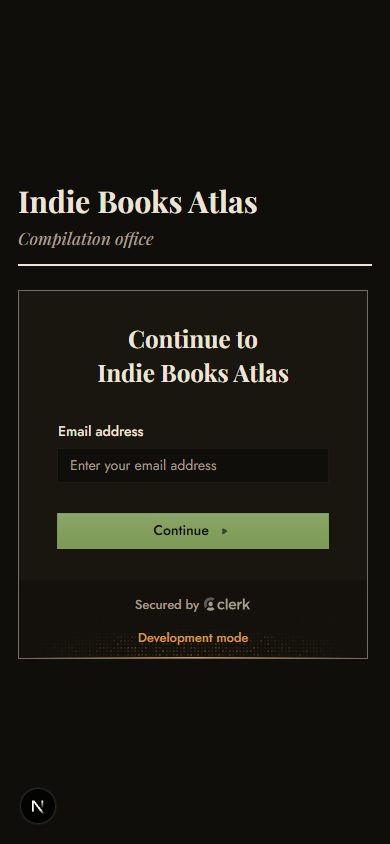 Indie Books Atlas
Compilation office
Continue to
Indie Books Atlas
Email address
Enter your email address
Continue
Secured by clerk
Development mode
N